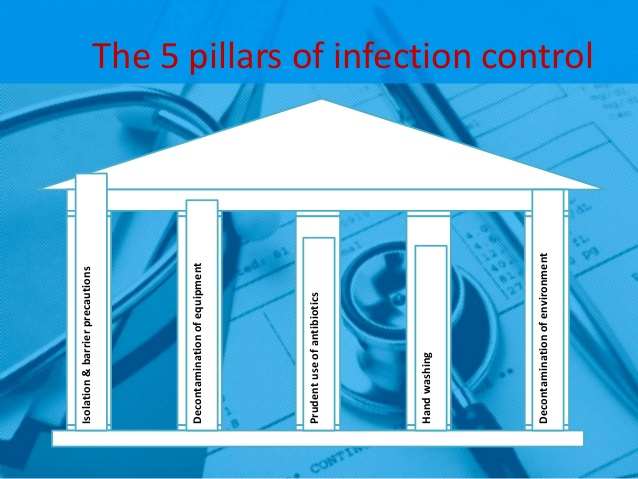 The 5 pillars of infection control
Isolation & barrier precautions
Decontamination of equipment
Prudent use of antibiotics
Hand washing
Decontamination of environment